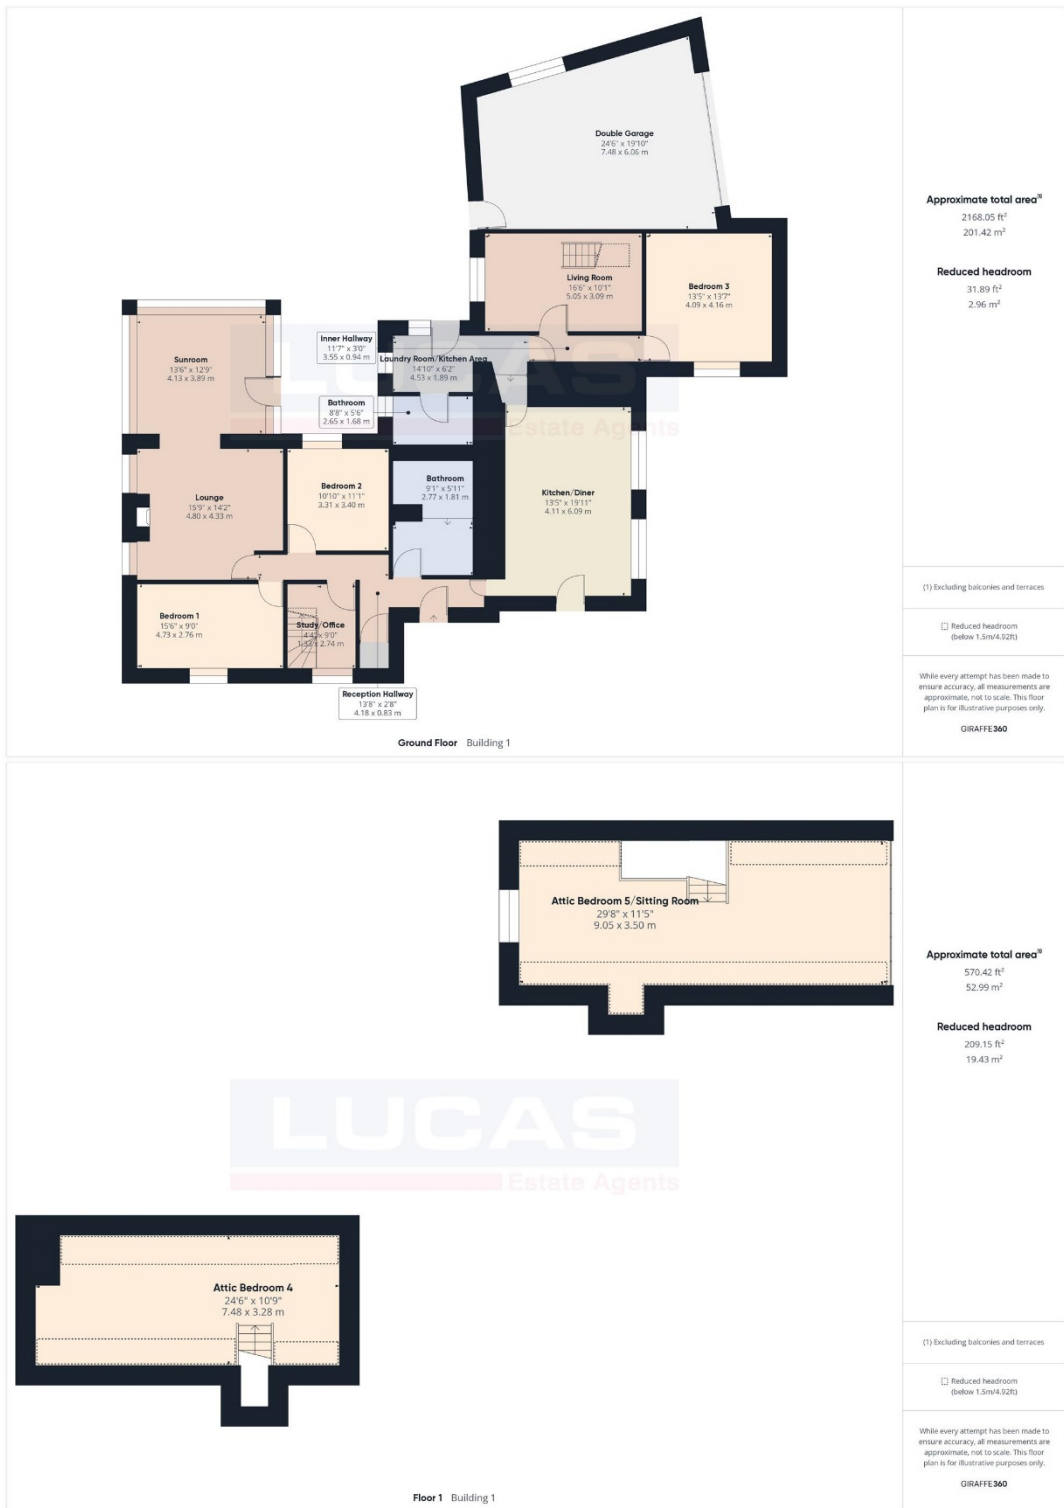 Double Garage
24'6" x 19'10"
7.48 x 6.06 m
Living Room
16'6" x 10'1"
5.05 x 3.09 m
Bedroom 3
13'5" x 13'7"
4.09 x 4.16 m
Sunroom
13'6" x 12'9"
4.13 x 3.89 m
Inner Hallway
11'7" x 3'0"
3.55 x 0.94 m
Laundry Room/Kitchen Area
14'10" x 6'2"
4.53 x 1.89 m
Bathroom
8'8" x 5'6"
2.65 x 1.68 m
LUCAS
Estate Agents
Bathroom
9'1" x 5'11"
2.77 x 1.81 m
Kitchen/Diner
13'5" x 19'11"
4.11 x 6.09 m
Bedroom 2
10'10" x 11'1"
3.31 x 3.40 m
Lounge
15'9" x 14'2"
4.80 x 4.33 m
Bedroom 1
15'6" x 9'0"
4.73 x 2.76 m
Study/Office
4'4" x 9'0"
1.33 x 2.74 m
Reception Hallway
13'8" x 2'8"
4.18 x 0.83 m
Ground Floor Building 1
Approximate total area⁽¹⁾
2168.05 ft²
201.42 m²
Reduced headroom
31.89 ft²
2.96 m²
(1) Excluding balconies and terraces
Reduced headroom
(below 1.5m/4.92ft)
While every attempt has been made to
ensure accuracy, all measurements are
approximate, not to scale. This floor
plan is for illustrative purposes only.
GIRAFFE360
Attic Bedroom 5/Sitting Room
29'8" x 11'5"
9.05 x 3.50 m
LUCAS
Estate Agents
Attic Bedroom 4
24'6" x 10'9"
7.48 x 3.28 m
Floor 1 Building 1
Approximate total area⁽¹⁾
570.42 ft²
52.99 m²
Reduced headroom
209.15 ft²
19.43 m²
(1) Excluding balconies and terraces
Reduced headroom
(below 1.5m/4.92ft)
While every attempt has been made to
ensure accuracy, all measurements are
approximate, not to scale. This floor
plan is for illustrative purposes only.
GIRAFFE360